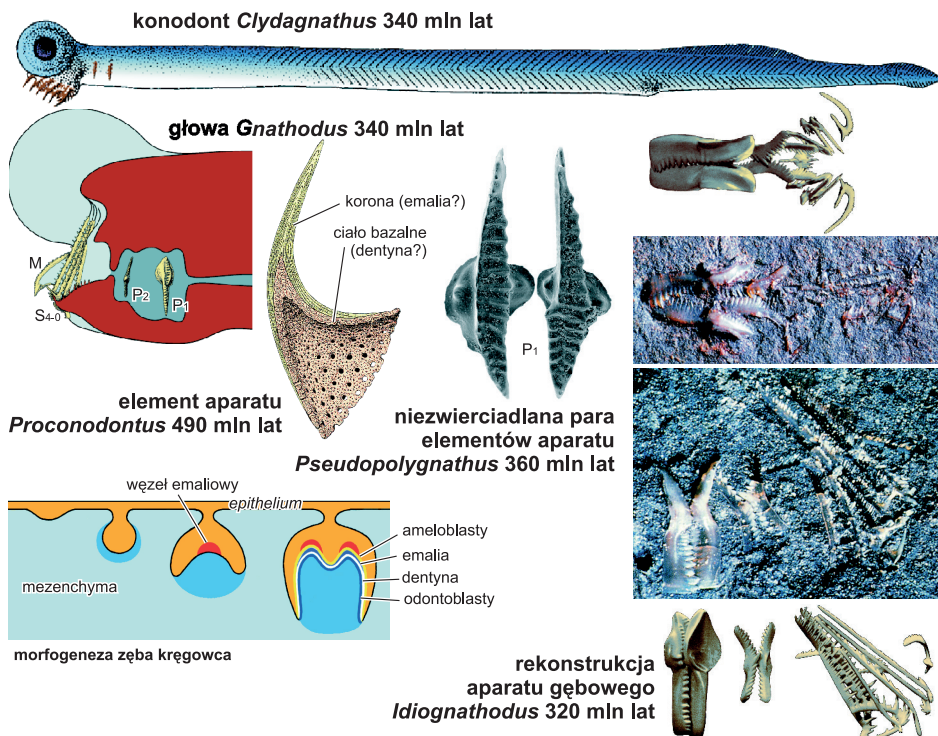 konodont Clydagnathus 340 mln lat
głowa Gnathodus 340 mln lat
korona (emalia?)
ciało bazalne
(dentyna?)
M
S4-0
P2
P1
P1
element aparatu
Proconodontus 490 mln lat
niezwierciadlana para
elementów aparatu
Pseudopolygnathus 360 mln lat
węzeł emaliowy
epithelium
ameloblasty
emalia
dentyna
odontoblasty
mezenchyma
morfogeneza zęba kręgowca
rekonstrukcja
aparatu gębowego
Idiognathodus 320 mln lat